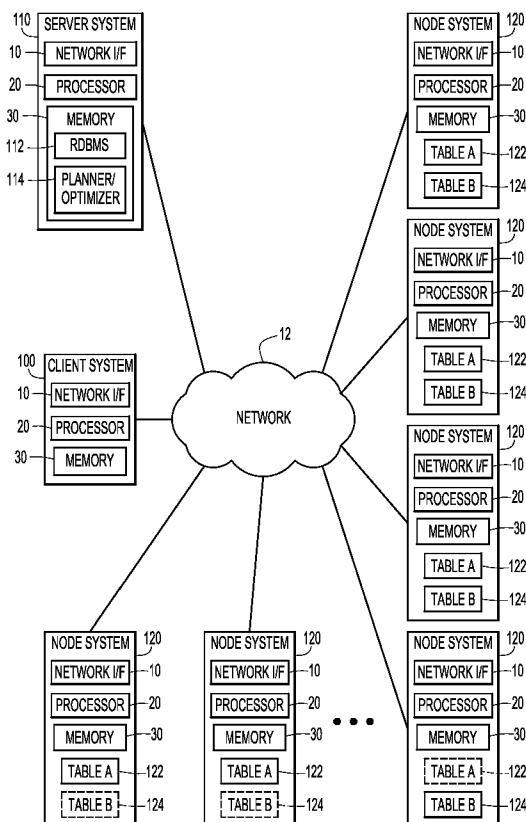 110
SERVER SYSTEM
10
NETWORK I/F
20
PROCESSOR
30
MEMORY
112
RDBMS
114
PLANNER/
OPTIMIZER
NODE SYSTEM
120
NETWORK I/F
10
PROCESSOR
20
MEMORY
30
TABLE A
122
TABLE B
124
NODE SYSTEM
120
NETWORK I/F
10
PROCESSOR
20
MEMORY
30
TABLE A
122
TABLE B
124
100
CLIENT SYSTEM
10
NETWORK I/F
20
PROCESSOR
30
MEMORY
12
NETWORK
NODE SYSTEM
120
NETWORK I/F
10
PROCESSOR
20
MEMORY
30
TABLE A
122
TABLE B
124
NODE SYSTEM
120
NETWORK I/F
10
PROCESSOR
20
MEMORY
30
TABLE A
122
TABLE B
124
NODE SYSTEM
120
NETWORK I/F
10
PROCESSOR
20
MEMORY
30
TABLE A
122
TABLE B
124
NODE SYSTEM
120
NETWORK I/F
10
PROCESSOR
20
MEMORY
30
TABLE A
122
TABLE B
124